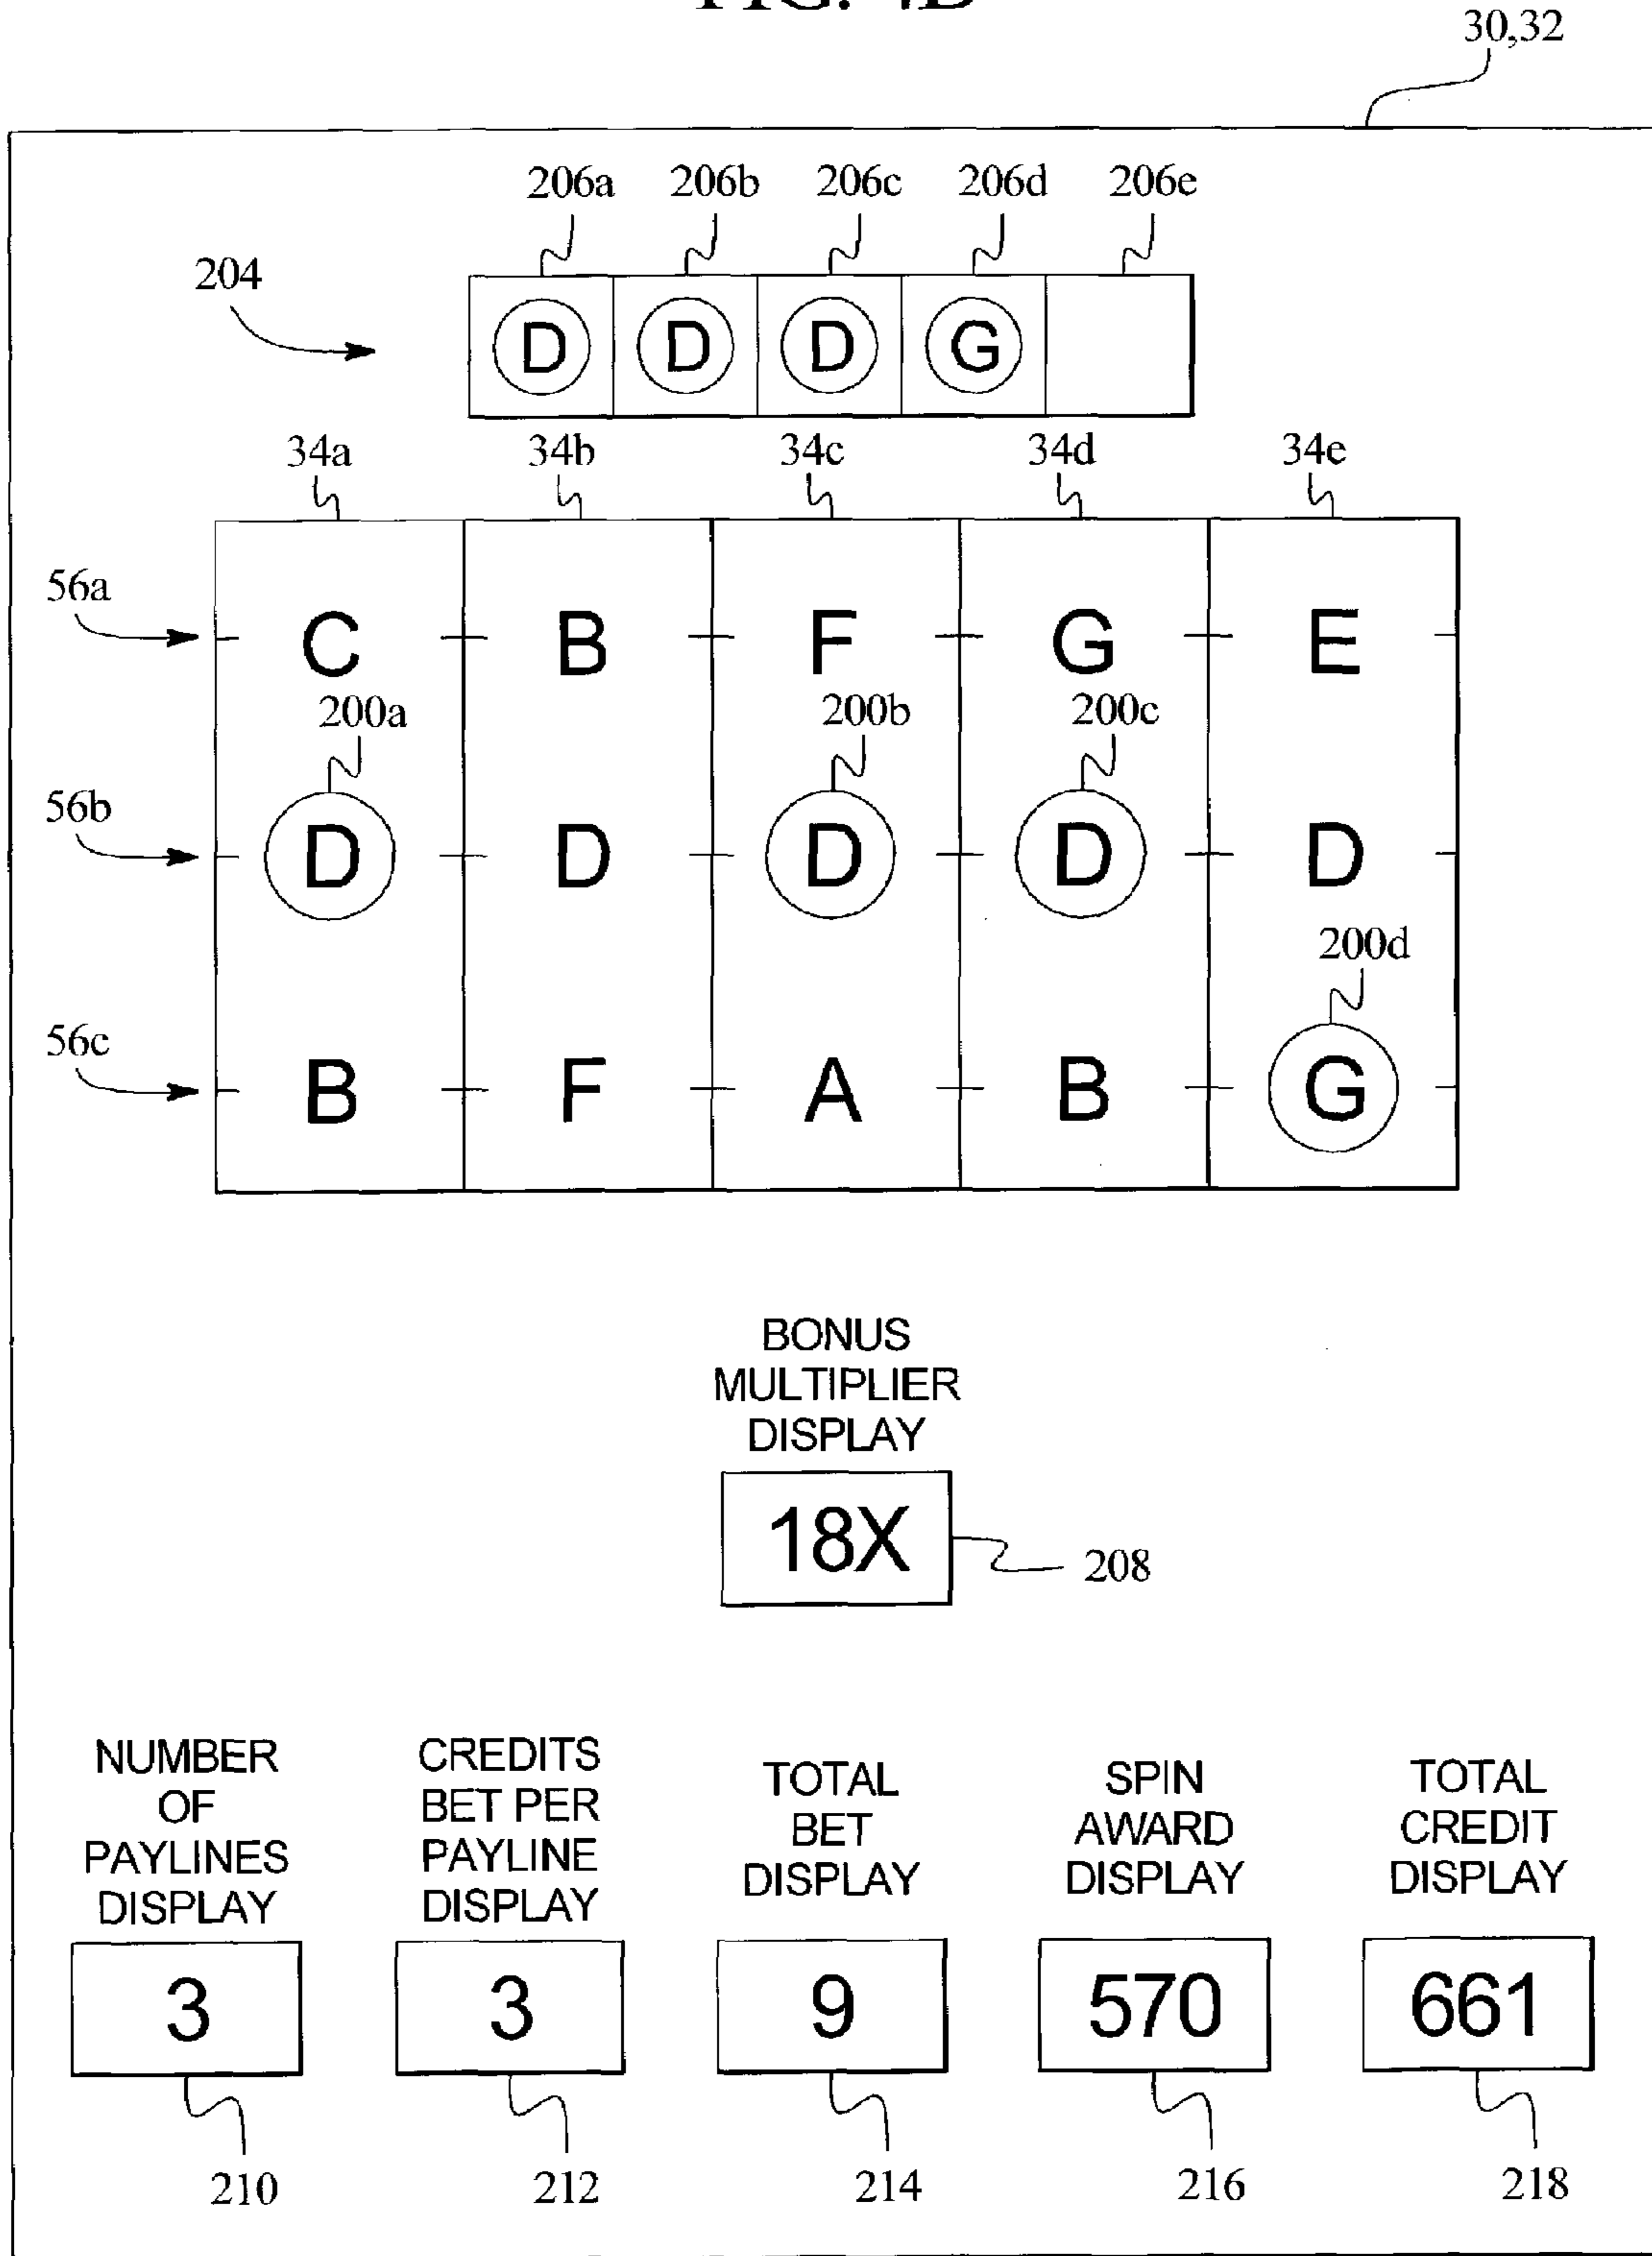 FIG. 4D
30,32
206a 206b 206c 206d 206e
204
D D D G
34a 34b 34c 34d 34e
56a
C B F G E
200a 200b 200c
56b
D D D D D
200d
56c
B F A B G
BONUS
MULTIPLIER
DISPLAY
18X
208
NUMBER
OF
PAYLINES
DISPLAY
3
210
CREDITS
BET PER
PAYLINE
DISPLAY
3
212
TOTAL
BET
DISPLAY
9
214
SPIN
AWARD
DISPLAY
570
216
TOTAL
CREDIT
DISPLAY
661
218